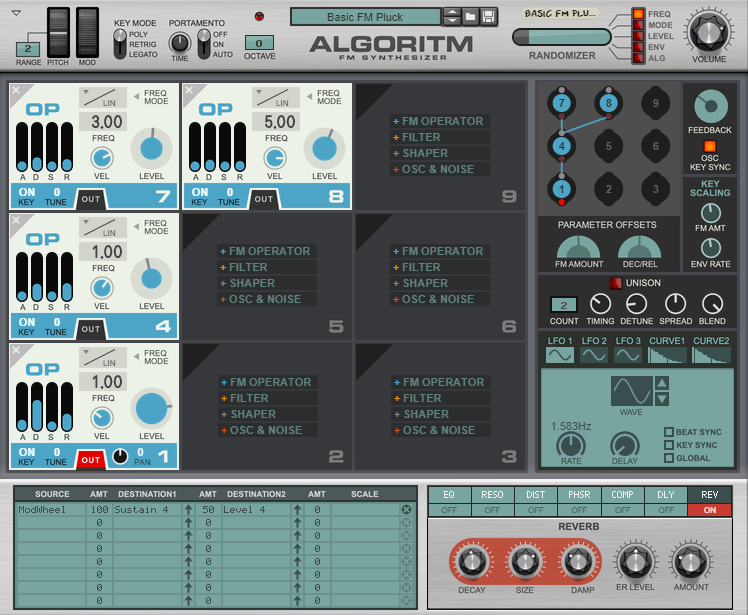 KEY MODE
POLY
RETRIG
LEGATO
PORTAMENTO
OFF
ON
AUTO
TIME
2
RANGE PITCH MOD
0
OCTAVE
Basic FM Pluck
ALGORITM
FM SYNTHESIZER
BASIC FM PLU...
RANDOMIZER
FREQ
MODE
LEVEL
ENV
ALG
VOLUME
OP
LIN
FREQ
MODE
3.00
FREQ
A D S R
VEL
LEVEL
ON
KEY
0
TUNE
OUT
7
OP
LIN
FREQ
MODE
5.00
FREQ
A D S R
VEL
LEVEL
ON
KEY
0
TUNE
OUT
8
+ FM OPERATOR
+ FILTER
+ SHAPER
+ OSC & NOISE
9
OP
LIN
FREQ
MODE
1.00
FREQ
A D S R
VEL
LEVEL
ON
KEY
0
TUNE
OUT
4
+ FM OPERATOR
+ FILTER
+ SHAPER
+ OSC & NOISE
5
+ FM OPERATOR
+ FILTER
+ SHAPER
+ OSC & NOISE
6
OP
LIN
FREQ
MODE
1.00
FREQ
A D S R
VEL
LEVEL
ON
KEY
0
TUNE
OUT
0
PAN
1
+ FM OPERATOR
+ FILTER
+ SHAPER
+ OSC & NOISE
2
+ FM OPERATOR
+ FILTER
+ SHAPER
+ OSC & NOISE
3
7 8 9
4 5 6
1 2 3
FEEDBACK
OSC
KEY SYNC
KEY
SCALING
FM AMT
ENV RATE
PARAMETER OFFSETS
FM AMOUNT DEC/REL
UNISON
2
COUNT TIMING DETUNE SPREAD BLEND
LFO 1 LFO 2 LFO 3 CURVE1 CURVE2
WAVE
1.583Hz
RATE
DELAY
BEAT SYNC
KEY SYNC
GLOBAL
SOURCE AMT DESTINATION1 AMT DESTINATION2 AMT SCALE
ModWheel 100 Sustain 4 50 Level 4 0
0 0 0
0 0 0
0 0 0
0 0 0
0 0 0
0 0 0
0 0 0
EQ RESO DIST PHSR COMP DLY REV
OFF OFF OFF OFF OFF OFF ON
REVERB
DECAY SIZE DAMP ER LEVEL AMOUNT